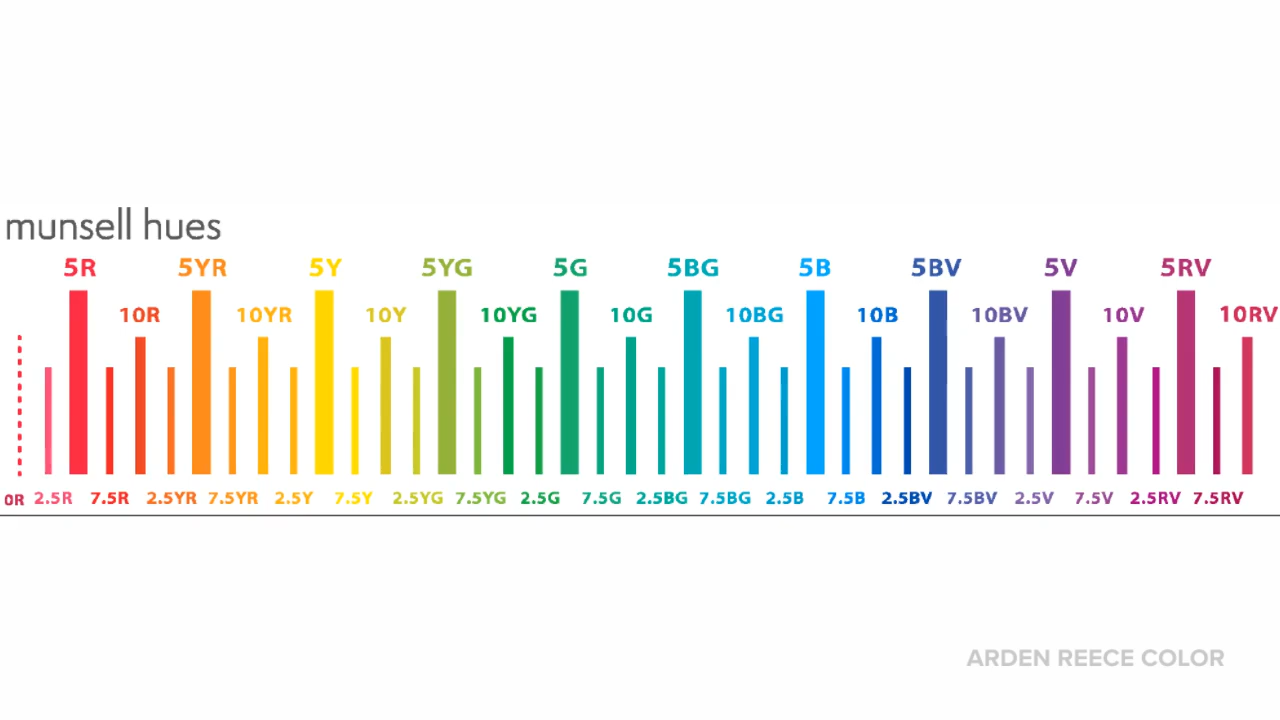 munsell hues
5R 5YR 5Y 5YG 5G 5BG 5B 5BV 5V 5RV
10R 10YR 10Y 10YG 10G 10BG 10B 10BV 10V 10RV
0R 2.5R 7.5R 2.5YR 7.5YR 2.5Y 7.5Y 2.5YG 7.5YG 2.5G 7.5G 2.5BG 7.5BG 2.5B 7.5B 2.5BV 7.5BV 2.5V 7.5V 2.5RV 7.5RV
ARDEN REECE COLOR